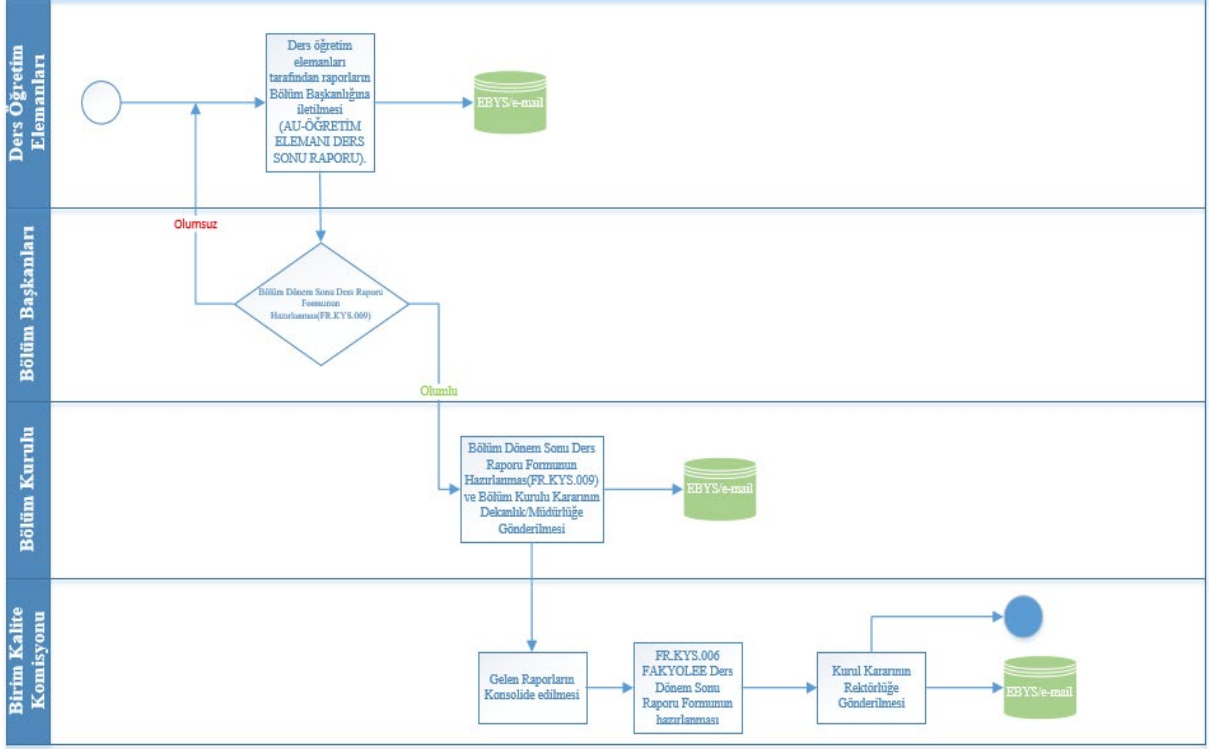 Ders Öğretim
Elemanları
Ders öğretim
elemanları
tarafından raporların
Bölüm Başkanlığına
iletilmesi
(AU-ÖĞRETİM
ELEMANI DERS
SONU RAPORU).
EBYS/e-mail
Olumsuz
Bölüm Başkanları
Bölüm Dönem Sonu Ders Raporu
Formunun
Hazırlanmas(FR.KYS.009)
Olumlu
Bölüm Kurulu
Bölüm Dönem Sonu Ders
Raporu Formunun
Hazırlanmas(FR.KYS.009)
ve Bölüm Kurulu Kararının
Dekanlık/Müdürlüğe
Gönderilmesi
EBYS/e-mail
Birim Kalite
Komisyonu
Gelen Raporların
Konsolide edilmesi
FR.KYS.006
FAKYOLEE Ders
Dönem Sonu
Raporu Formunun
hazırlanması
Kurul Kararının
Rektörlüğe
Gönderilmesi
EBYS/e-mail